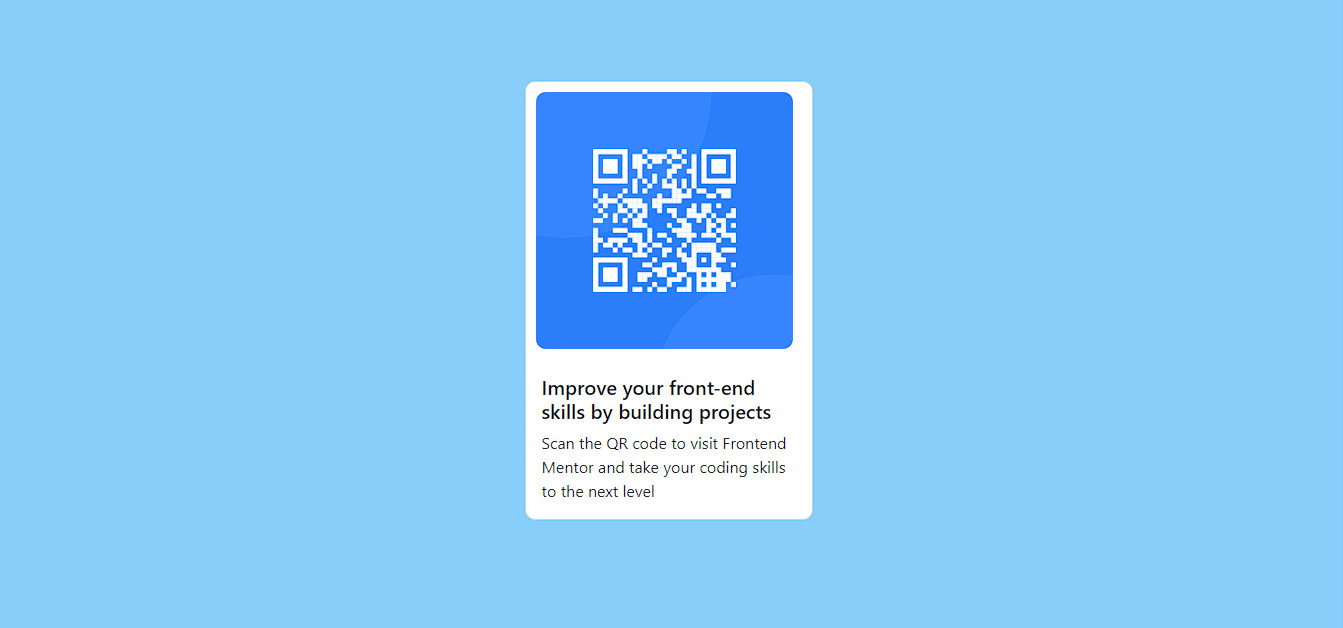 Improve your front-end
skills by building projects
Scan the QR code to visit Frontend
Mentor and take your coding skills
to the next level